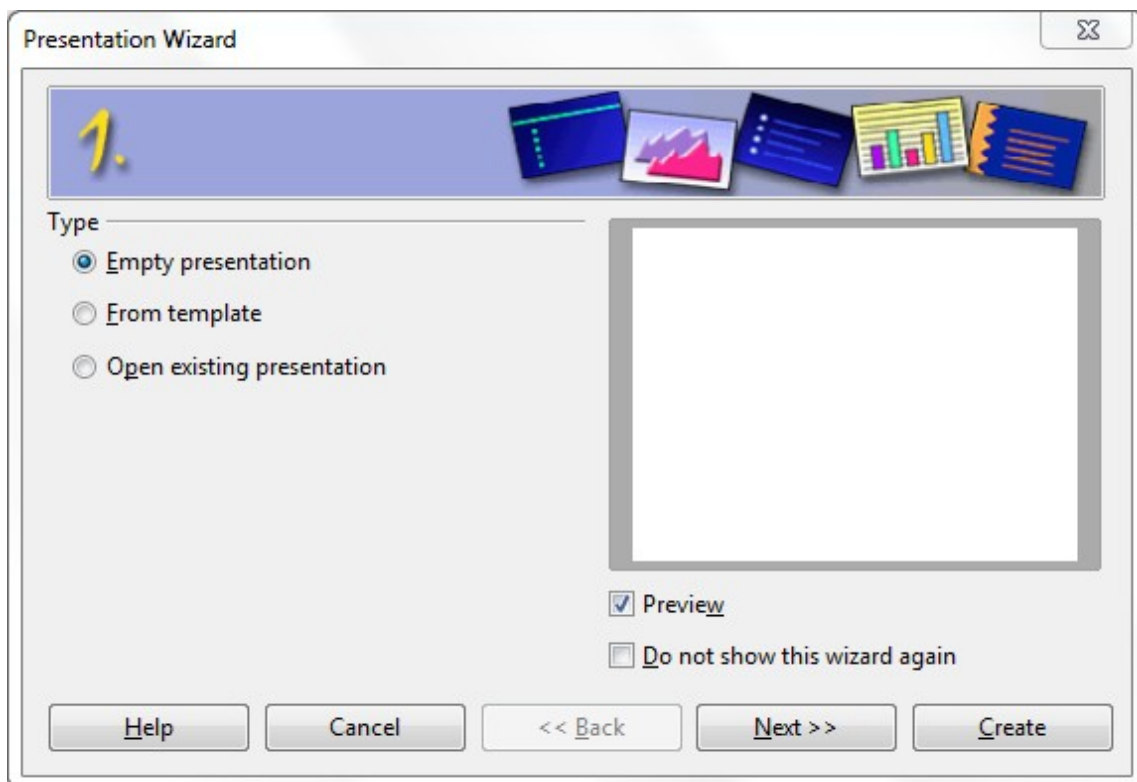 Presentation Wizard
1.
Type
Empty presentation
From template
Open existing presentation
Preview
Do not show this wizard again
Help
Cancel
<< Back
Next >>
Create